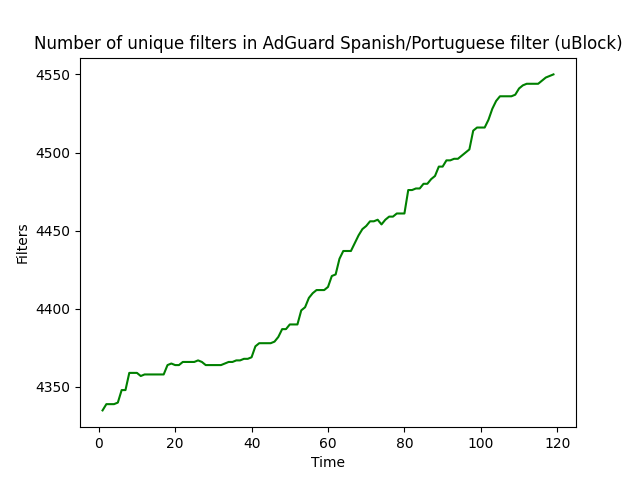 Number of unique filters in AdGuard Spanish/Portuguese filter (uBlock)
4550
4500
4450
4400
4350
Filters
0 20 40 60 80 100 120
Time